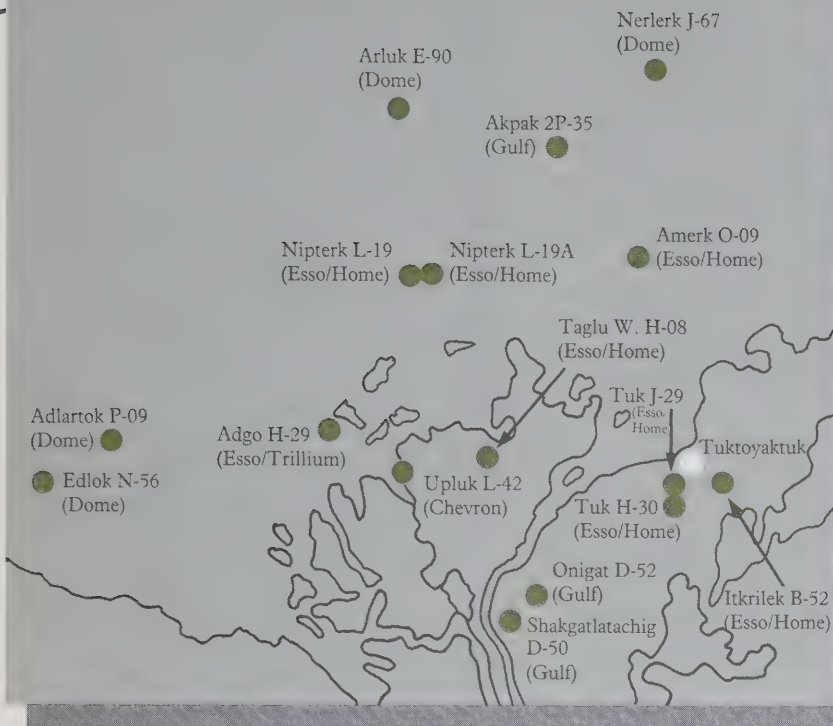 Nerlerk J-67
(Dome)
Arluk E-90
(Dome)
Akpak 2P-35
(Gulf)
Amerk O-09
(Esso/Home)
Nipterk L-19
(Esso/Home)
Nipterk L-19A
(Esso/Home)
Taglu W. H-08
(Esso/Home)
Tuk J-29
(Esso,
Home)
Tuktoyaktuk
Adlartok P-09
(Dome)
Adgo H-29
(Esso/Trillium)
Edlok N-56
(Dome)
Upluk L-42
(Chevron)
Tuk H-30
(Esso/Home)
Onigat D-52
(Gulf)
Itkrilek B-52
(Esso/Home)
Shakgatlatachig
D-50
(Gulf)